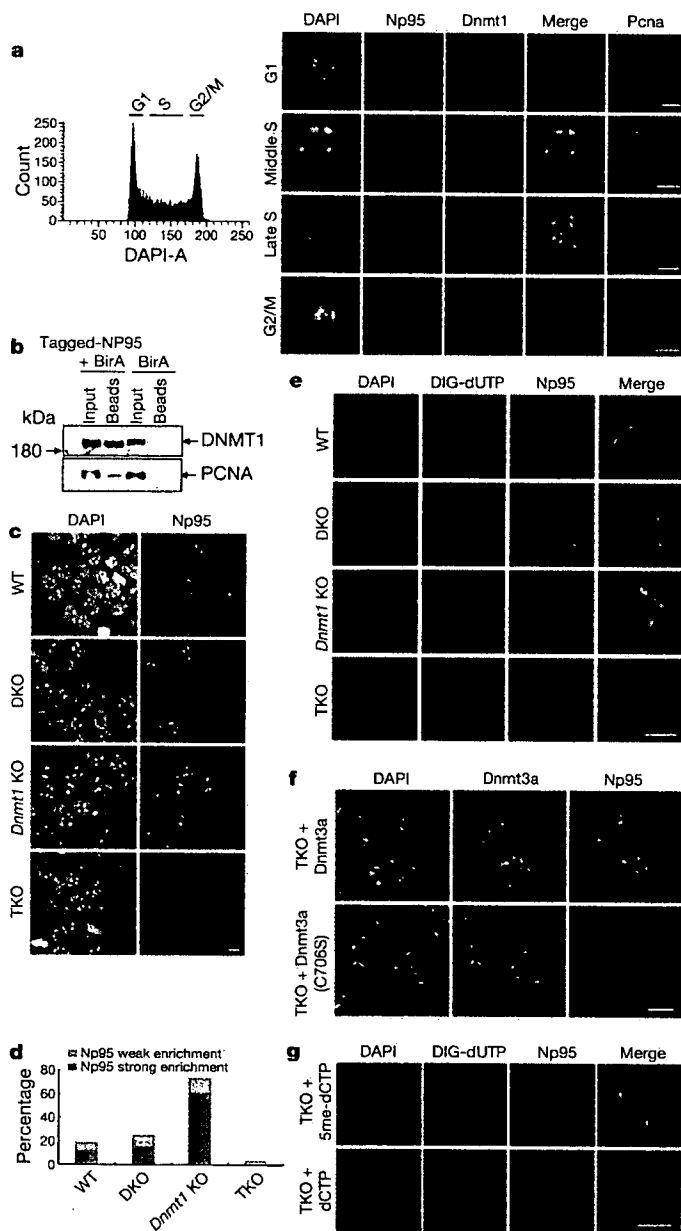 a
G1 S G2/M
250
200
150
100
50
0
Count
50 100 150 200 250
DAPI-A
DAPI Np95 Dnmt1 Merge Pcna
G1
Middle-S
Late S
G2/M
b
Tagged-NP95
+ BirA BirA
Input Beads Input Beads
kDa
180
DNMT1
PCNA
c
DAPI Np95
WT
DKO
Dnmt1 KO
TKO
d
Np95 weak enrichment
Np95 strong enrichment
Percentage
80
60
40
20
0
WT DKO Dnmt1 KO TKO
e
DAPI DIG-dUTP Np95 Merge
WT
DKO
Dnmt1 KO
TKO
f
DAPI Dnmt3a Np95
TKO +
Dnmt3a
TKO + Dnmt3a
(C706S)
g
DAPI DIG-dUTP Np95 Merge
TKO +
5me-dCTP
TKO +
dCTP